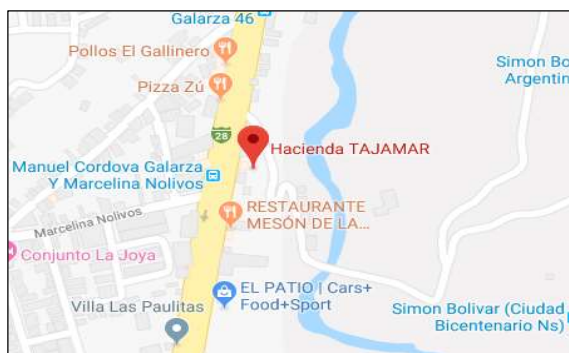 Galarza 46
Pollos El Gallinero
Simon Bo
Argentin
Pizza Zú
28
Hacienda TAJAMAR
Manuel Cordova Galarza
Y Marcelina Nolivos
Marcelina Nolivos
RESTAURANTE
MESÓN DE LA...
Conjunto La Joya
EL PATIO | Cars+
Food+Sport
Villa Las Paulitas
Simon Bolivar (Ciudad
Bicentenario Ns)